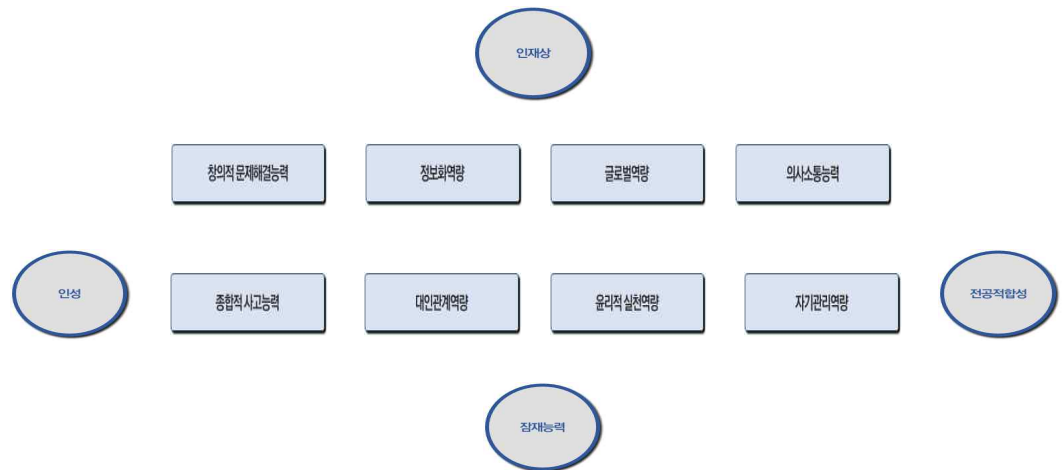 인재상
창의적 문제해결능력
정보화역량
글로벌역량
의사소통능력
인성
종합적 사고능력
대인관계역량
윤리적 실천역량
자기관리역량
전공적합성
잠재능력